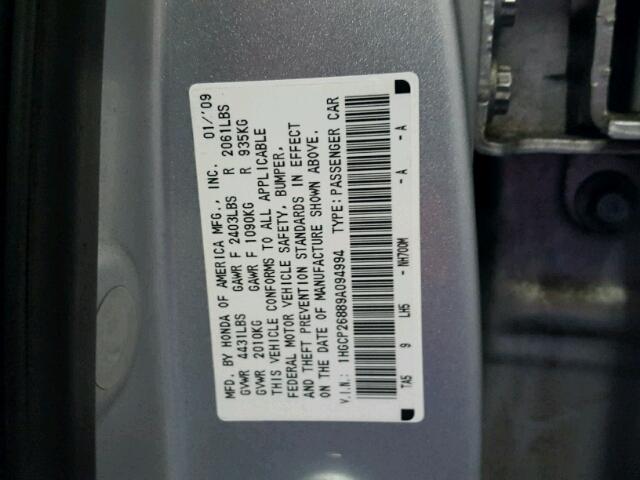 MFD. BY HONDA OF AMERICA MFG., INC. 01/'09
GVWR 4431LBS GAWR F 2403LBS R 2061LBS
GVWR 2010KG GAWR F 1090KG R 935KG
THIS VEHICLE CONFORMS TO ALL APPLICABLE
FEDERAL MOTOR VEHICLE SAFETY, BUMPER,
AND THEFT PREVENTION STANDARDS IN EFFECT
ON THE DATE OF MANUFACTURE SHOWN ABOVE.
V.I.N.: 1HGCP26889A094994 TYPE: PASSENGER CAR
TA5 9 LH5 - NH700M - A - A